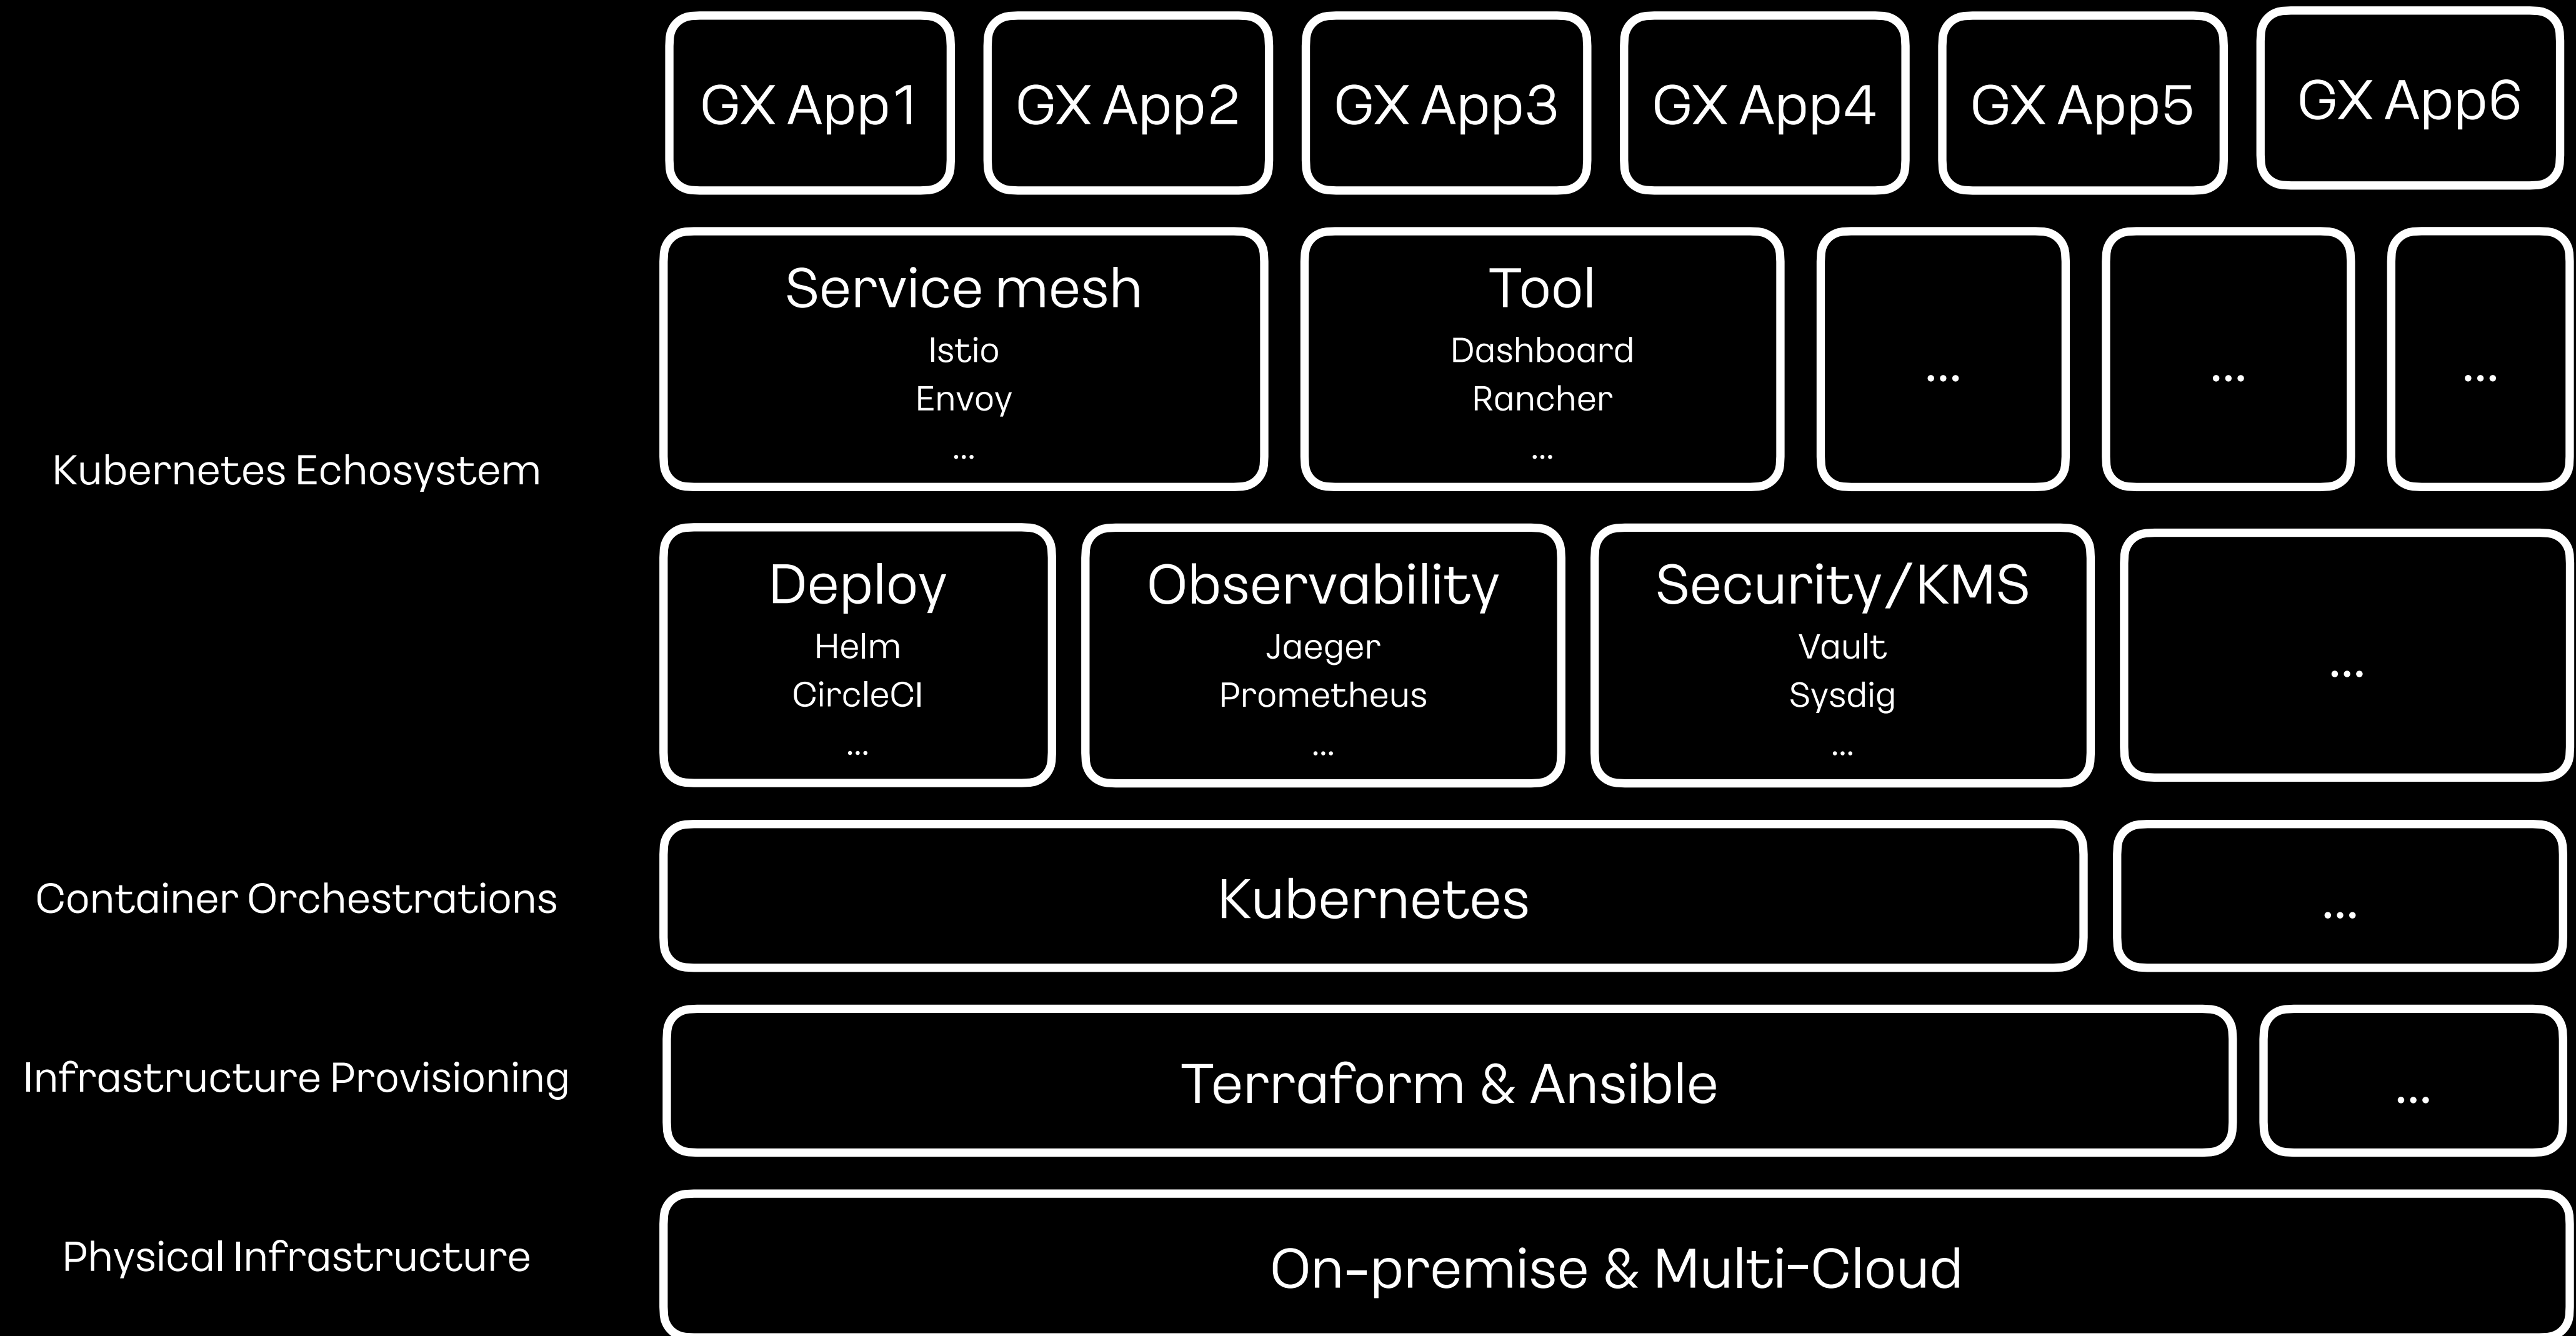 GX App1
GX App2
GX App3
GX App4
GX App5
GX App6
Kubernetes Echosystem
Service mesh
Istio
Envoy
...
Tool
Dashboard
Rancher
...
...
...
...
Deploy
Helm
CircleCI
...
Observability
Jaeger
Prometheus
...
Security/KMS
Vault
Sysdig
...
...
Container Orchestrations
Kubernetes
...
Infrastructure Provisioning
Terraform & Ansible
...
Physical Infrastructure
On-premise & Multi-Cloud